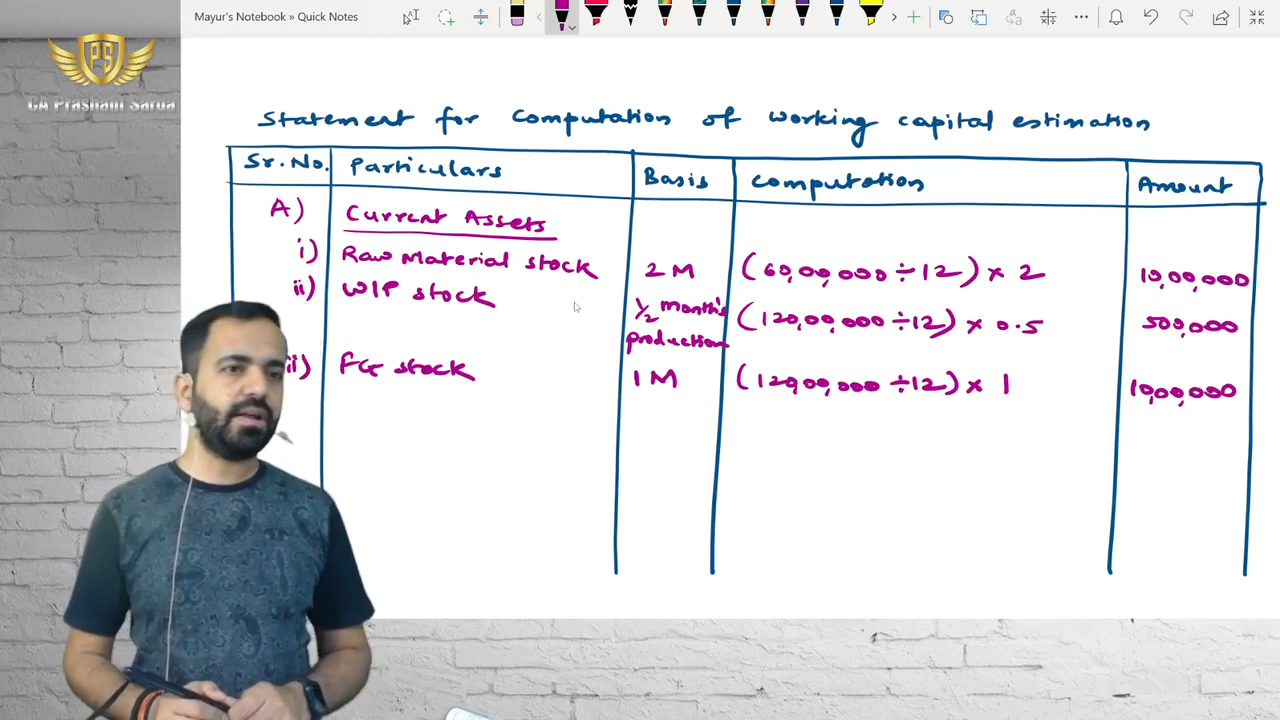 Mayur's Notebook » Quick Notes
PS
CA Prasham Sarda
Statement for Computation of working capital estimation
Sr. No. Particulars Basis Computation Amount
A) Current Assets
i) Raw Material stock 2 M (60,00,000 ÷ 12) × 2 10,00,000
ii) WIP stock 1/2 month's production (120,00,000 ÷ 12) × 0.5 500,000
ii) FG stock 1 M (120,00,000 ÷ 12) × 1 10,00,000